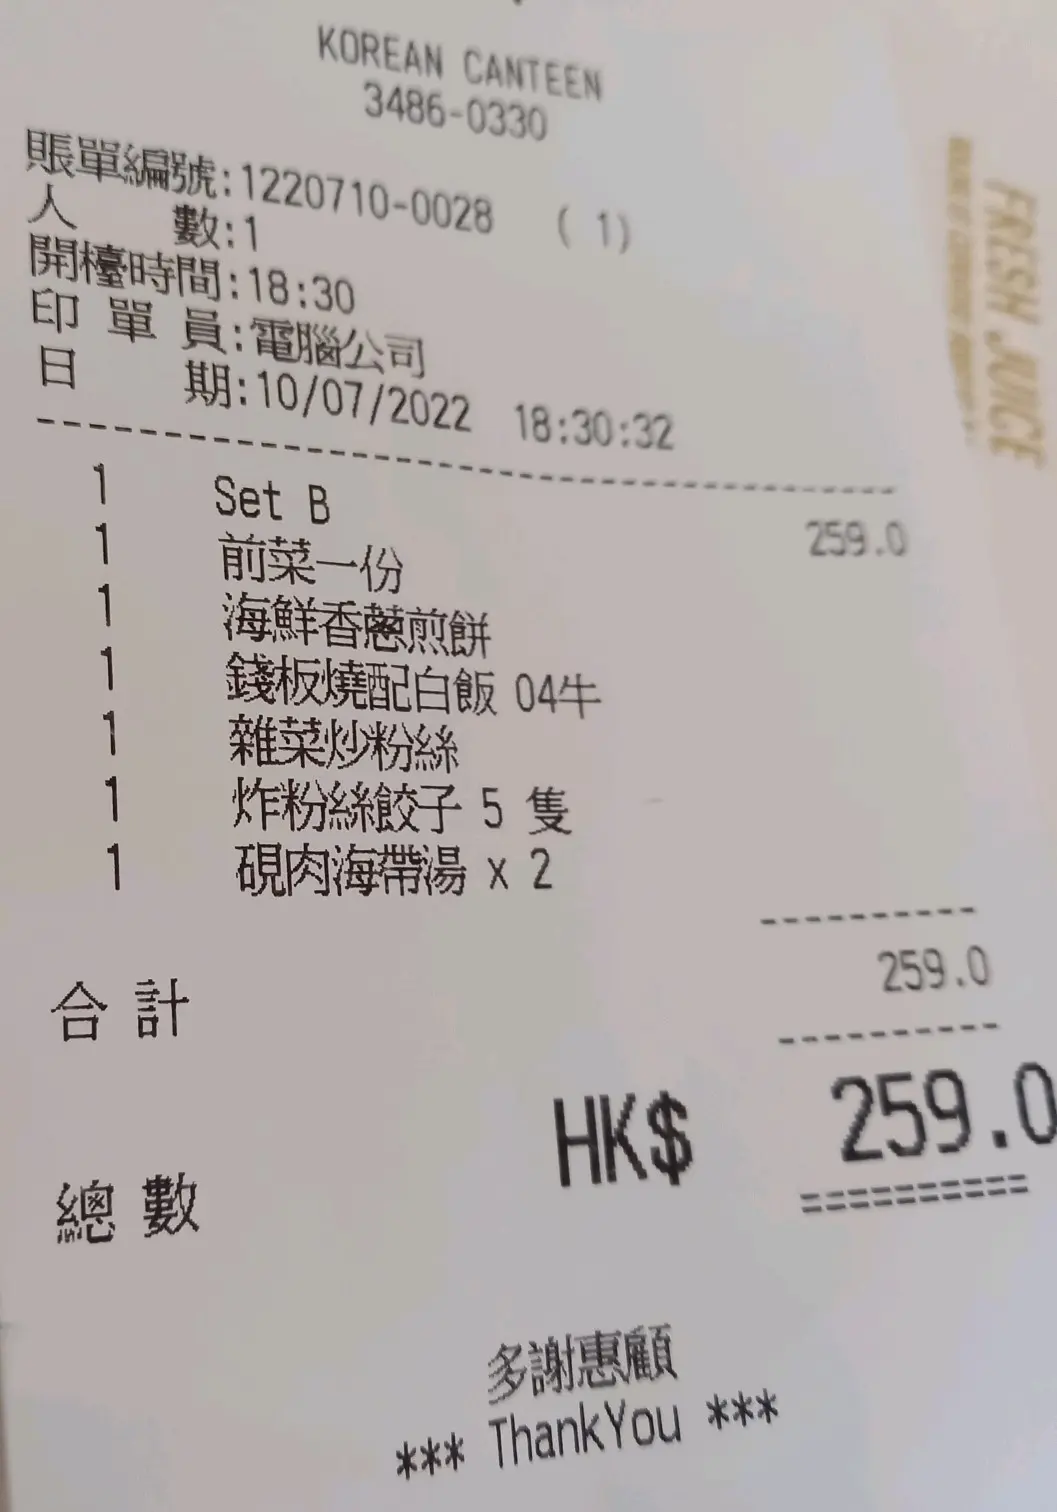 KOREAN CANTEEN
3486-0330
賬單編號:1220710-0028 ( 1)
人 數:1
開檯時間:18:30
印 單 員:電腦公司
日 期:10/07/2022 18:30:32
1 Set B 259.0
1 前菜一份
1 海鮮香蔥煎餅
1 錢板燒配白飯 04牛
1 雜菜炒粉絲
1 炸粉絲餃子 5 隻
1 硯肉海帶湯 x 2
合 計 259.0
總 數 HK$ 259.0
多謝惠顧
*** ThankYou ***
FRESH JUICE